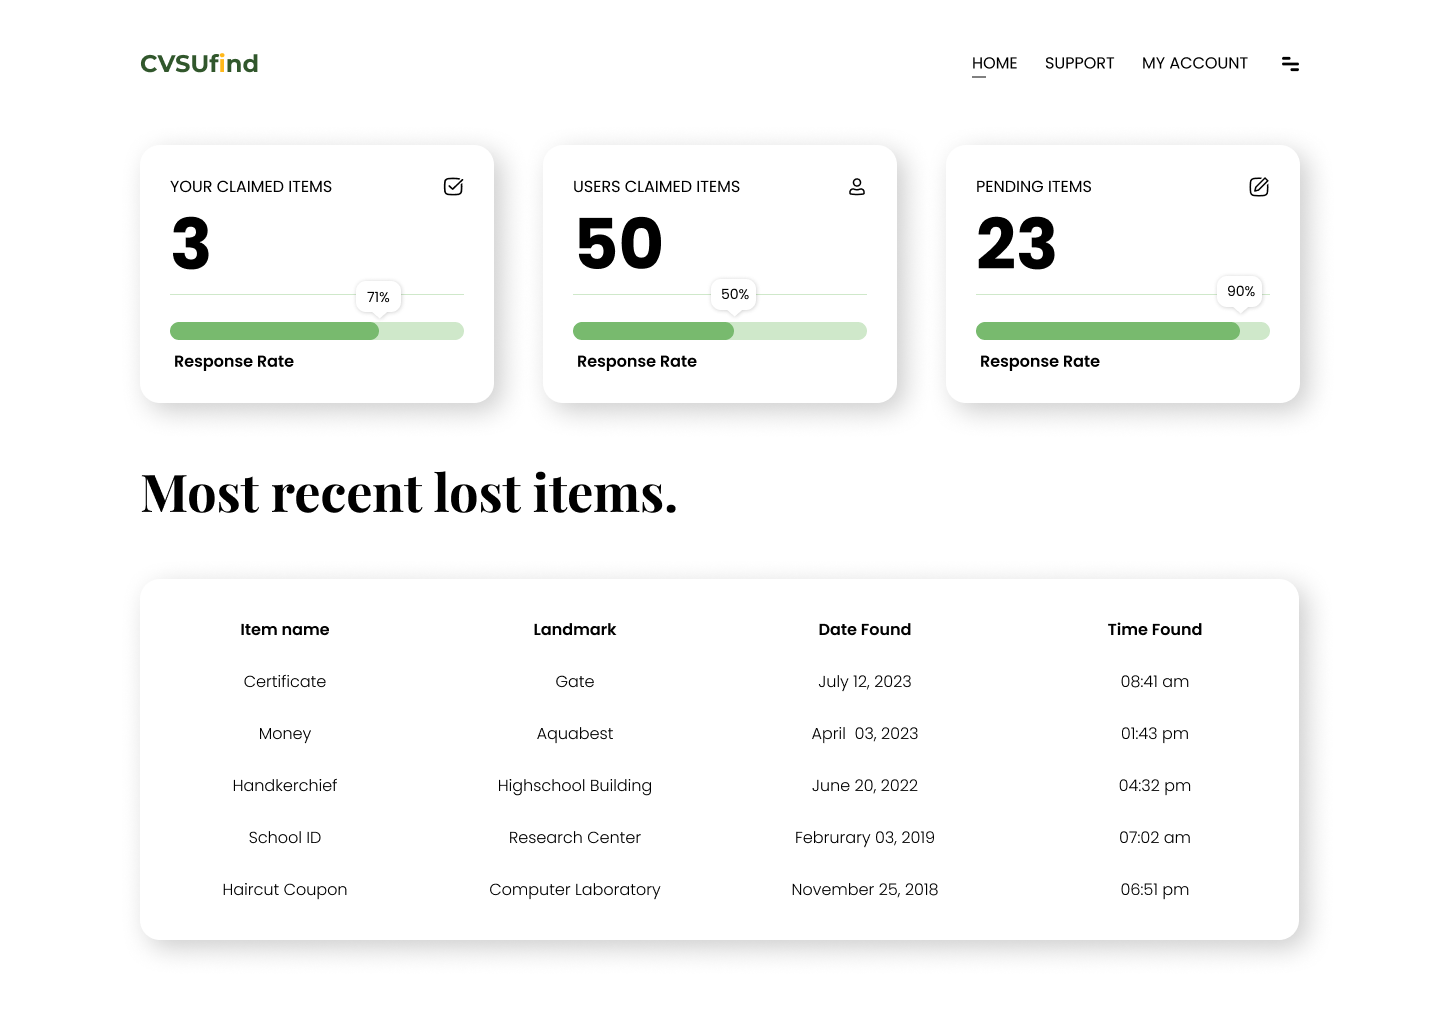 CVSUfind
HOME SUPPORT MY ACCOUNT
YOUR CLAIMED ITEMS
3
71%
Response Rate
USERS CLAIMED ITEMS
50
50%
Response Rate
PENDING ITEMS
23
90%
Response Rate
Most recent lost items.
Item name Landmark Date Found Time Found
Certificate Gate July 12, 2023 08:41 am
Money Aquabest April  03, 2023 01:43 pm
Handkerchief Highschool Building June 20, 2022 04:32 pm
School ID Research Center Februrary 03, 2019 07:02 am
Haircut Coupon Computer Laboratory November 25, 2018 06:51 pm